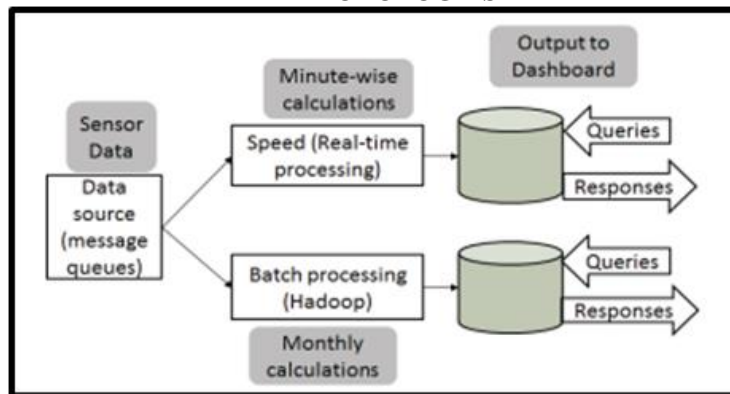 Sensor
Data
Data
source
(message
queues)
Minute-wise
calculations
Speed (Real-time
processing)
Batch processing
(Hadoop)
Monthly
calculations
Output to
Dashboard
Queries
Responses
Queries
Responses